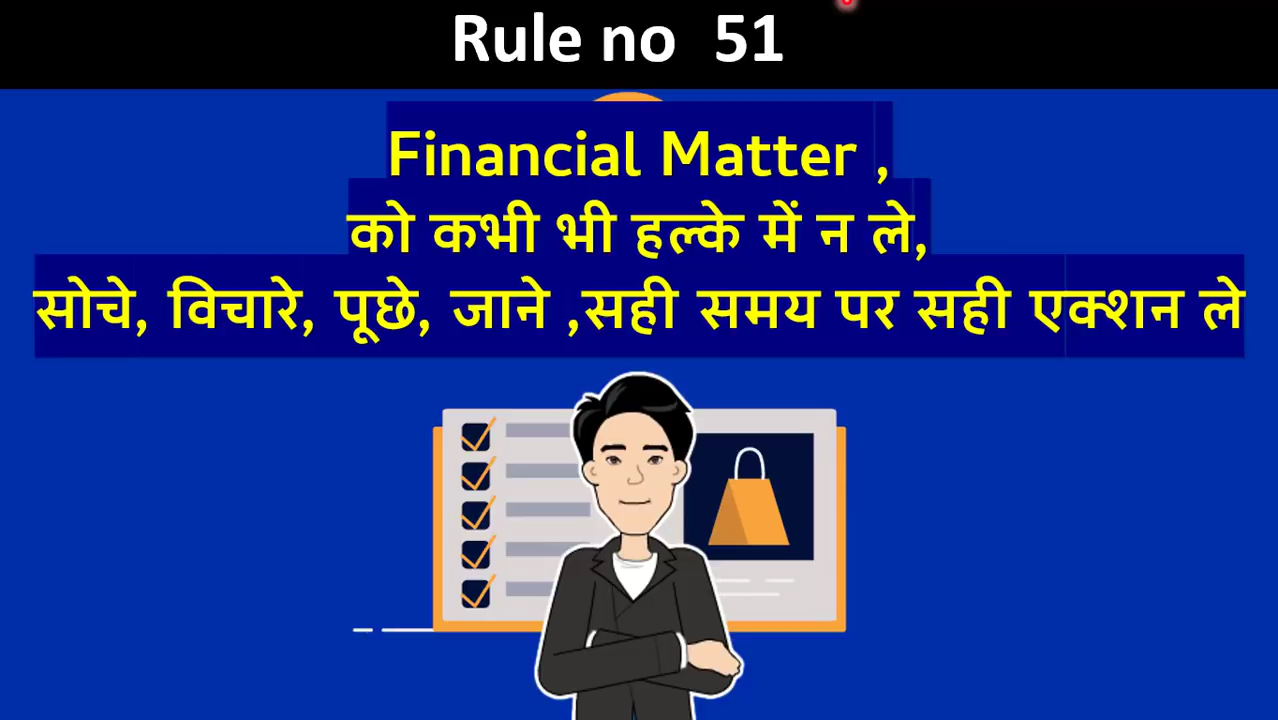 Rule no 51
Financial Matter ,
को कभी भी हल्के में न ले,
सोचे, विचारे, पूछे, जाने ,सही समय पर सही एक्शन ले